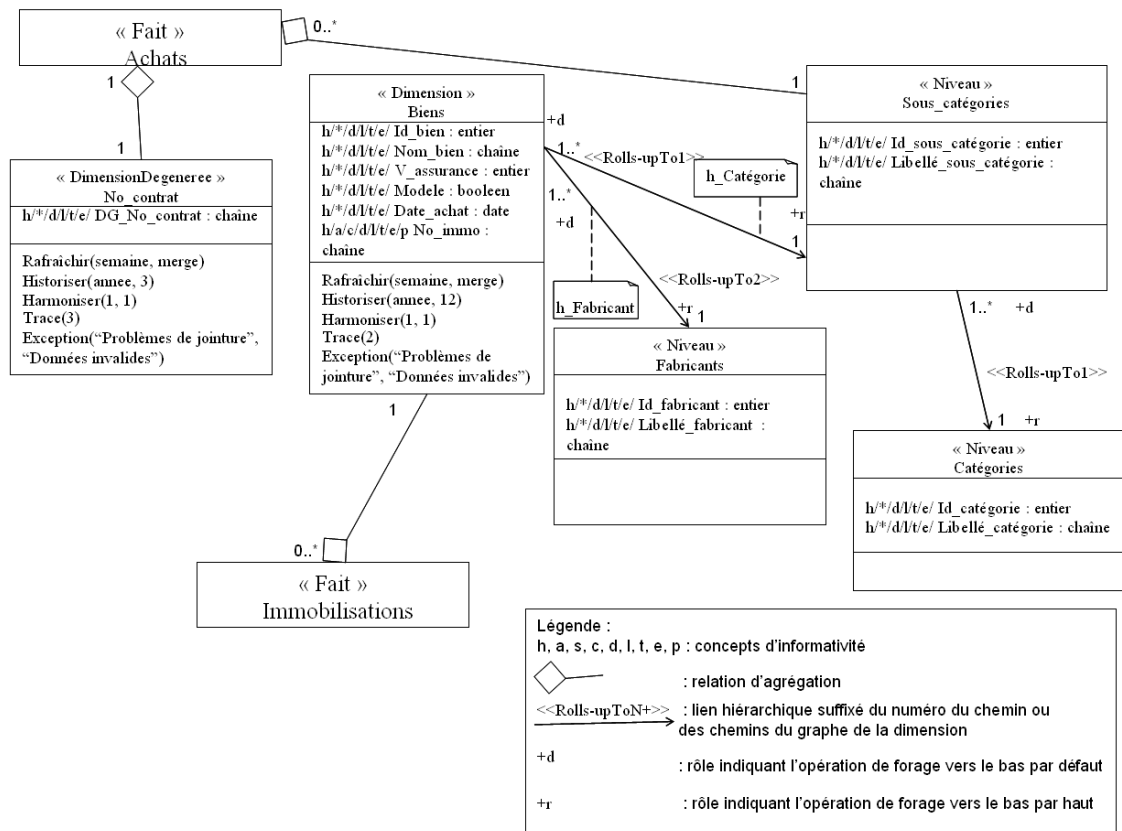 « Fait »
Achats
0..*
1
1
1
« DimensionDegeneree »
No_contrat
h/*/d/l/t/e/ DG_No_contrat : chaîne
Rafraîchir(semaine, merge)
Historiser(annee, 3)
Harmoniser(1, 1)
Trace(3)
Exception(“Problèmes de jointure”,
“Données invalides”)
« Dimension »
Biens
h/*/d/l/t/e/ Id_bien : entier
h/*/d/l/t/e/ Nom_bien : chaîne
h/*/d/l/t/e/ V_assurance : entier
h/*/d/l/t/e/ Modele : booleen
h/*/d/l/t/e/ Date_achat : date
h/a/c/d/l/t/e/p No_immo :
chaîne
Rafraîchir(semaine, merge)
Historiser(annee, 12)
Harmoniser(1, 1)
Trace(2)
Exception(“Problèmes de
jointure”, “Données invalides”)
+d
1..*
<<Rolls-upTo1>>
h_Catégorie
+r
1
1..*
+d
<<Rolls-upTo2>>
h_Fabricant
+r
1
« Niveau »
Sous_catégories
h/*/d/l/t/e/ Id_sous_catégorie : entier
h/*/d/l/t/e/ Libellé_sous_catégorie :
chaîne
1..*
+d
<<Rolls-upTo1>>
1
+r
« Niveau »
Fabricants
h/*/d/l/t/e/ Id_fabricant : entier
h/*/d/l/t/e/ Libellé_fabricant :
chaîne
« Niveau »
Catégories
h/*/d/l/t/e/ Id_catégorie : entier
h/*/d/l/t/e/ Libellé_catégorie : chaîne
1
0..*
« Fait »
Immobilisations
Légende :
h, a, s, c, d, l, t, e, p : concepts d’informativité
: relation d’agrégation
<<Rolls-upToN+>> : lien hiérarchique suffixé du numéro du chemin ou
des chemins du graphe de la dimension
+d : rôle indiquant l’opération de forage vers le bas par défaut
+r : rôle indiquant l’opération de forage vers le bas par haut